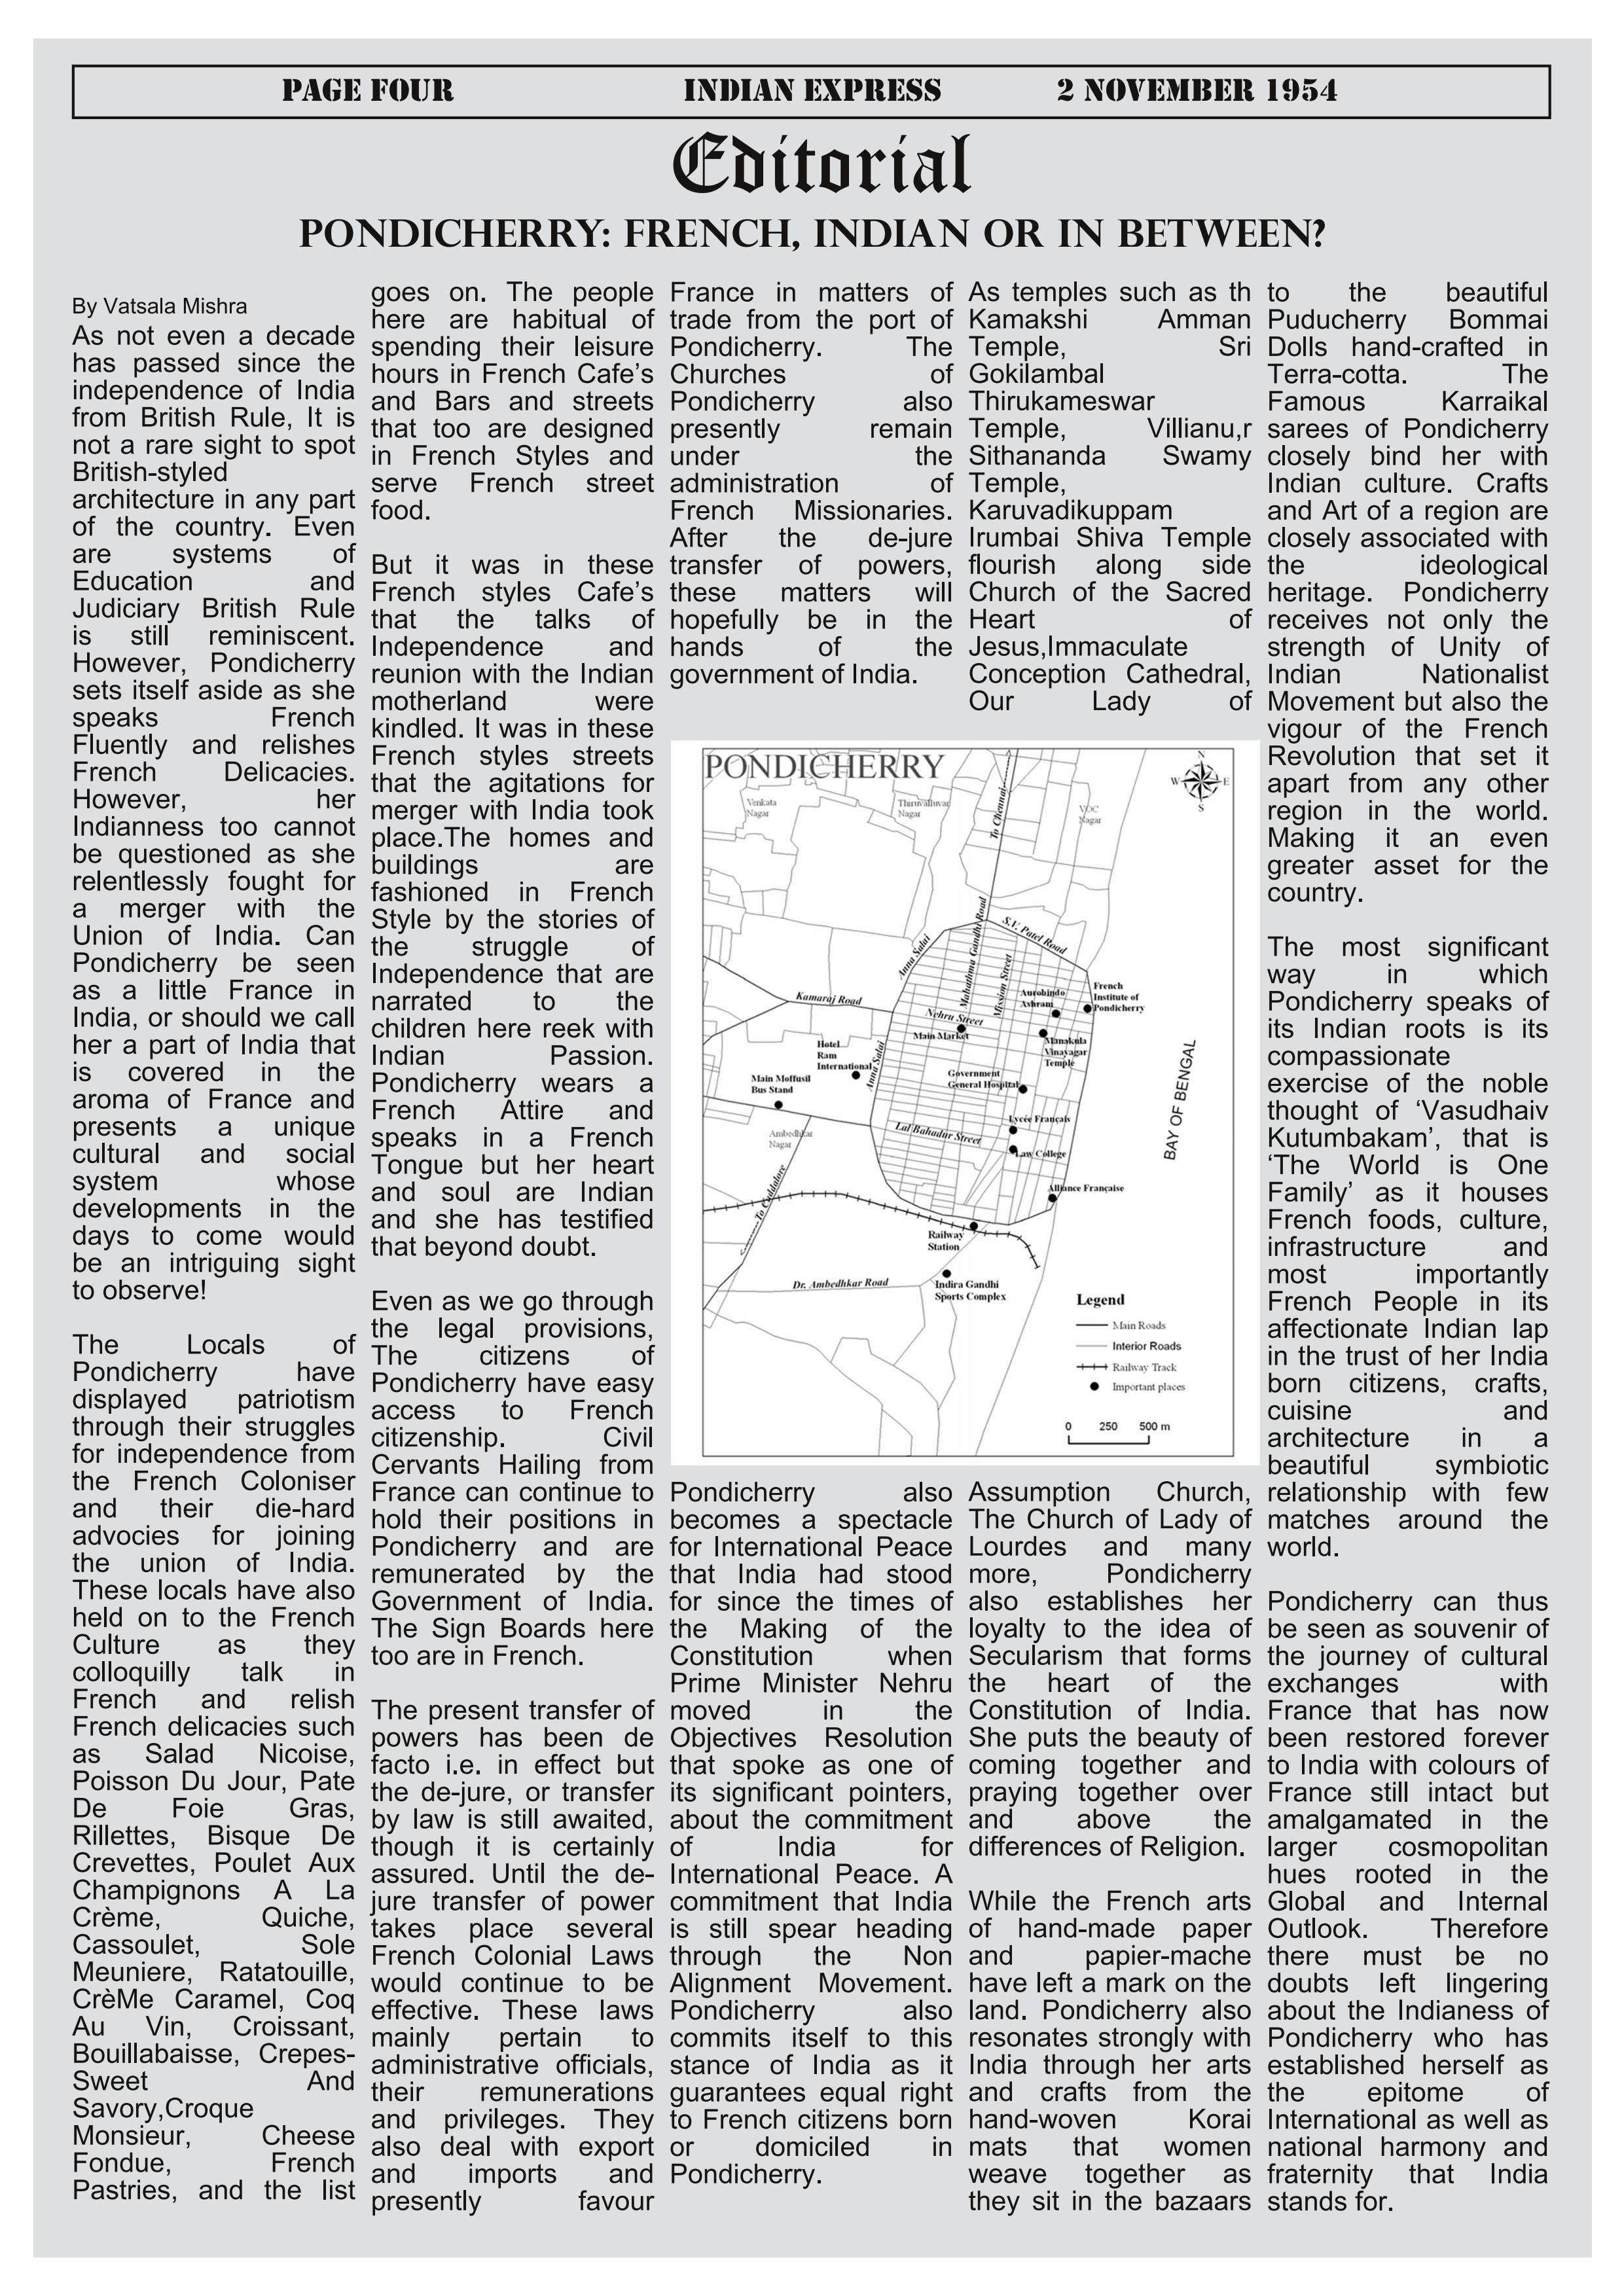 PAGE FOUR INDIAN EXPRESS 2 NOVEMBER 1954
Editorial
PONDICHERRY: FRENCH, INDIAN OR IN BETWEEN?
By Vatsala Mishra
As not even a decade
has passed since the
independence of India
from British Rule, It is
not a rare sight to spot
British-styled
architecture in any part
of the country. Even
are systems of
Education and
Judiciary British Rule
is still reminiscent.
However, Pondicherry
sets itself aside as she
speaks French
Fluently and relishes
French Delicacies.
However, her
Indianness too cannot
be questioned as she
relentlessly fought for
a merger with the
Union of India. Can
Pondicherry be seen
as a little France in
India, or should we call
her a part of India that
is covered in the
aroma of France and
presents a unique
cultural and social
system whose
developments in the
days to come would
be an intriguing sight
to observe!
The Locals of
Pondicherry have
displayed patriotism
through their struggles
for independence from
the French Coloniser
and their die-hard
advocies for joining
the union of India.
These locals have also
held on to the French
Culture as they
colloquilly talk in
French and relish
French delicacies such
as Salad Nicoise,
Poisson Du Jour, Pate
De Foie Gras,
Rillettes, Bisque De
Crevettes, Poulet Aux
Champignons A La
Crème, Quiche,
Cassoulet, Sole
Meuniere, Ratatouille,
CrèMe Caramel, Coq
Au Vin, Croissant,
Bouillabaisse, Crepes-
Sweet And
Savory,Croque
Monsieur, Cheese
Fondue, French
Pastries, and the list
goes on. The people
here are habitual of
spending their leisure
hours in French Cafe's
and Bars and streets
that too are designed
in French Styles and
serve French street
food.
But it was in these
French styles Cafe's
that the talks of
Independence and
reunion with the Indian
motherland were
kindled. It was in these
French styles streets
that the agitations for
merger with India took
place.The homes and
buildings are
fashioned in French
Style by the stories of
the struggle of
Independence that are
narrated to the
children here reek with
Indian Passion.
Pondicherry wears a
French Attire and
speaks in a French
Tongue but her heart
and soul are Indian
and she has testified
that beyond doubt.
Even as we go through
the legal provisions,
The citizens of
Pondicherry have easy
access to French
citizenship. Civil
Cervants Hailing from
France can continue to
hold their positions in
Pondicherry and are
remunerated by the
Government of India.
The Sign Boards here
too are in French.
The present transfer of
powers has been de
facto i.e. in effect but
the de-jure, or transfer
by law is still awaited,
though it is certainly
assured. Until the de-
jure transfer of power
takes place several
French Colonial Laws
would continue to be
effective. These laws
mainly pertain to
administrative officials,
their remunerations
and privileges. They
also deal with export
and imports and
presently favour
France in matters of
trade from the port of
Pondicherry. The
Churches of
Pondicherry also
presently remain
under the
administration of
French Missionaries.
After the de-jure
transfer of powers,
these matters will
hopefully be in the
hands of the
government of India.
PONDICHERRY
N
W E
S
Venkata
Nagar
Thiruvalluvar
Nagar
VOC
Nagar
To Chennai
S.V. Patel Road
Anna Salai
Mahathma Gandhi Road
Mission Street
Kamaraj Road
Nehru Street
Main Market
Aurobindo
Ashram
French
Institute of
Pondicherry
Manakula
Vinayagar
Temple
Hotel
Ram
International
Anna Salai
Main Moffusil
Bus Stand
Government
General Hospital
Ambedhkar
Nagar
Lal Bahadur Street
Lycée Français
Law College
BAY OF BENGAL
To Cuddalore
Alliance Française
Railway
Station
Dr. Ambedhkar Road
Indira Gandhi
Sports Complex
Legend
Main Roads
Interior Roads
Railway Track
Important places
0 250 500 m
Pondicherry also
becomes a spectacle
for International Peace
that India had stood
for since the times of
the Making of the
Constitution when
Prime Minister Nehru
moved in the
Objectives Resolution
that spoke as one of
its significant pointers,
about the commitment
of India for
International Peace. A
commitment that India
is still spear heading
through the Non
Alignment Movement.
Pondicherry also
commits itself to this
stance of India as it
guarantees equal right
to French citizens born
or domiciled in
Pondicherry.
As temples such as th
Kamakshi Amman
Temple, Sri
Gokilambal
Thirukameswar
Temple, Villianu,r
Sithananda Swamy
Temple,
Karuvadikuppam
Irumbai Shiva Temple
flourish along side
Church of the Sacred
Heart of
Jesus,Immaculate
Conception Cathedral,
Our Lady of
Assumption Church,
The Church of Lady of
Lourdes and many
more, Pondicherry
also establishes her
loyalty to the idea of
Secularism that forms
the heart of the
Constitution of India.
She puts the beauty of
coming together and
praying together over
and above the
differences of Religion.
While the French arts
of hand-made paper
and papier-mache
have left a mark on the
land. Pondicherry also
resonates strongly with
India through her arts
and crafts from the
hand-woven Korai
mats that women
weave together as
they sit in the bazaars
to the beautiful
Puducherry Bommai
Dolls hand-crafted in
Terra-cotta. The
Famous Karraikal
sarees of Pondicherry
closely bind her with
Indian culture. Crafts
and Art of a region are
closely associated with
the ideological
heritage. Pondicherry
receives not only the
strength of Unity of
Indian Nationalist
Movement but also the
vigour of the French
Revolution that set it
apart from any other
region in the world.
Making it an even
greater asset for the
country.
The most significant
way in which
Pondicherry speaks of
its Indian roots is its
compassionate
exercise of the noble
thought of ‘Vasudhaiv
Kutumbakam’, that is
‘The World is One
Family’ as it houses
French foods, culture,
infrastructure and
most importantly
French People in its
affectionate Indian lap
in the trust of her India
born citizens, crafts,
cuisine and
architecture in a
beautiful symbiotic
relationship with few
matches around the
world.
Pondicherry can thus
be seen as souvenir of
the journey of cultural
exchanges with
France that has now
been restored forever
to India with colours of
France still intact but
amalgamated in the
larger cosmopolitan
hues rooted in the
Global and Internal
Outlook. Therefore
there must be no
doubts left lingering
about the Indianess of
Pondicherry who has
established herself as
the epitome of
International as well as
national harmony and
fraternity that India
stands for.